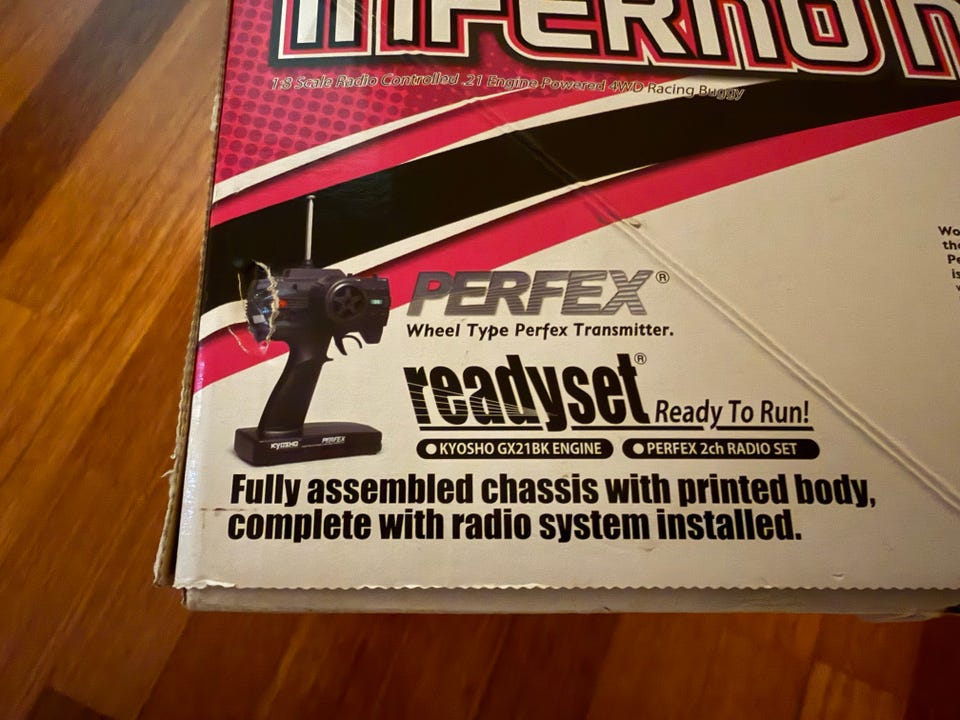 INFERNO
1:8 Scale Radio Controlled .21 Engine Powered 4WD Racing Buggy
PERFEX®
Wheel Type Perfex Transmitter.
readyset® Ready To Run!
● KYOSHO GX21BK ENGINE ● PERFEX 2ch RADIO SET
KYOSHO PERFEX
Fully assembled chassis with printed body,
complete with radio system installed.